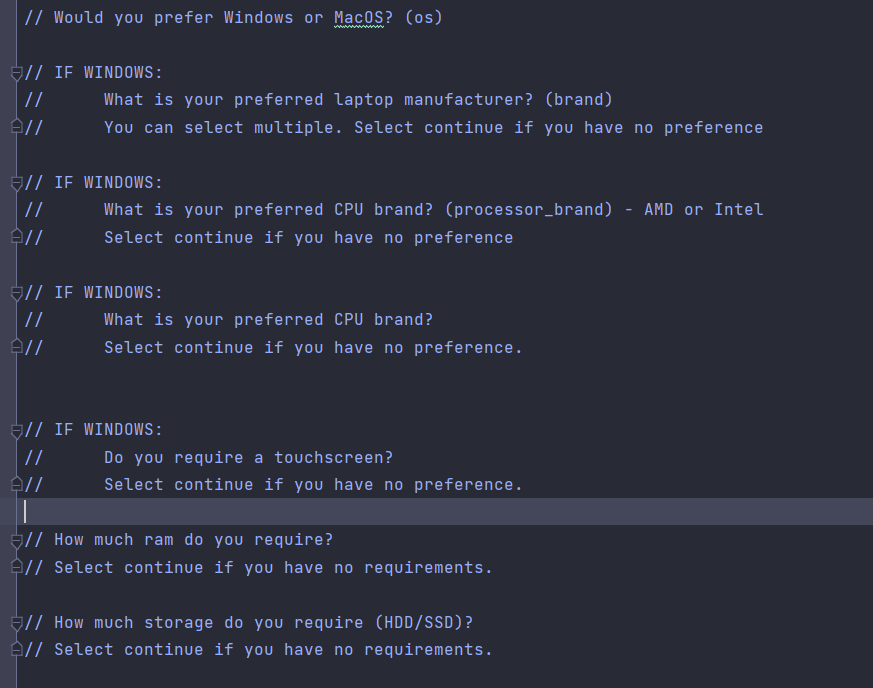 // Would you prefer Windows or MacOS? (os)
// IF WINDOWS:
//      What is your preferred laptop manufacturer? (brand)
//      You can select multiple. Select continue if you have no preference
// IF WINDOWS:
//      What is your preferred CPU brand? (processor_brand) - AMD or Intel
//      Select continue if you have no preference
// IF WINDOWS:
//      What is your preferred CPU brand?
//      Select continue if you have no preference.
// IF WINDOWS:
//      Do you require a touchscreen?
//      Select continue if you have no preference.
// How much ram do you require?
// Select continue if you have no requirements.
// How much storage do you require (HDD/SSD)?
// Select continue if you have no requirements.